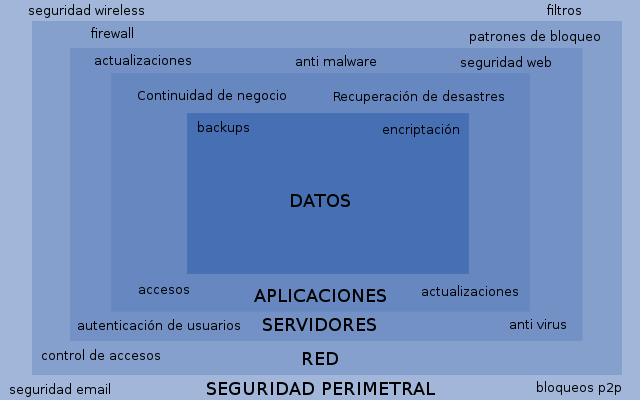 seguridad wireless
filtros
firewall
patrones de bloqueo
actualizaciones
anti malware
seguridad web
Continuidad de negocio
Recuperación de desastres
backups
encriptación
DATOS
accesos
APLICACIONES
actualizaciones
autenticación de usuarios
SERVIDORES
anti virus
control de accesos
RED
seguridad email
SEGURIDAD PERIMETRAL
bloqueos p2p